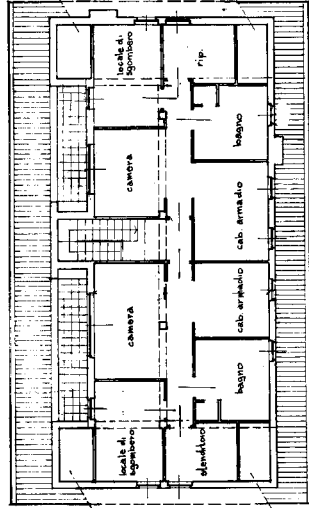 locale di
sgombero
rip.
camera
bagno
cab. armadio
camera
cab. armadio
bagno
locale di
sgombero
stenditoio